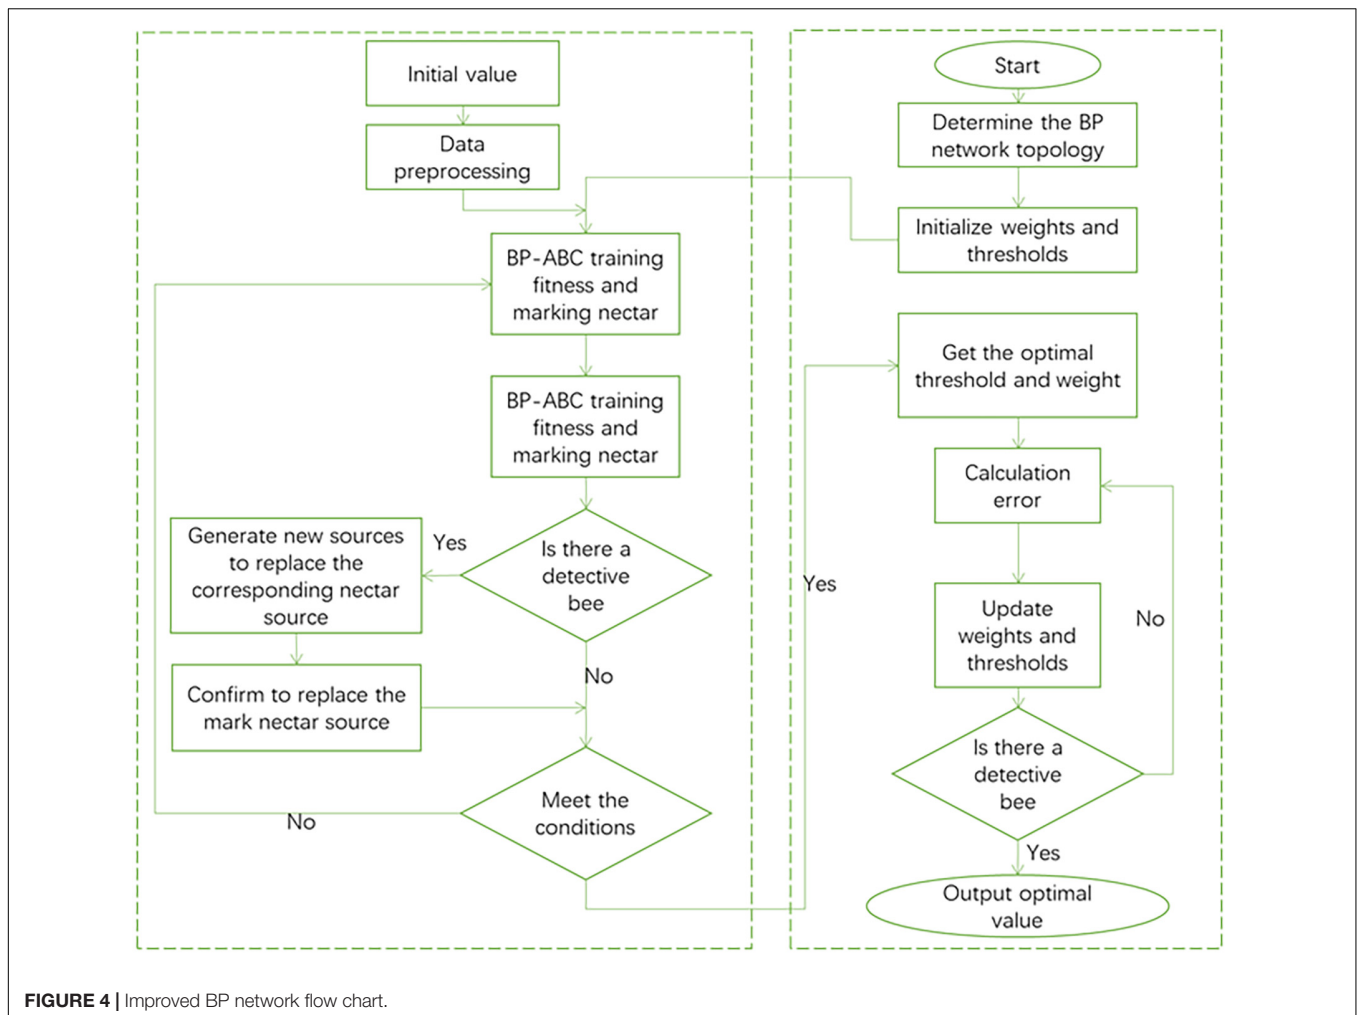 Initial value
Data
preprocessing
BP-ABC training
fitness and
marking nectar
BP-ABC training
fitness and
marking nectar
Is there a
detective
bee
Yes
Generate new sources
to replace the
corresponding nectar
source
Confirm to replace the
mark nectar source
No
Meet the
conditions
No
Yes
Start
Determine the BP
network topology
Initialize weights and
thresholds
Get the optimal
threshold and weight
Calculation
error
Update
weights and
thresholds
No
Is there a
detective
bee
Yes
Output optimal
value
FIGURE 4 | Improved BP network flow chart.